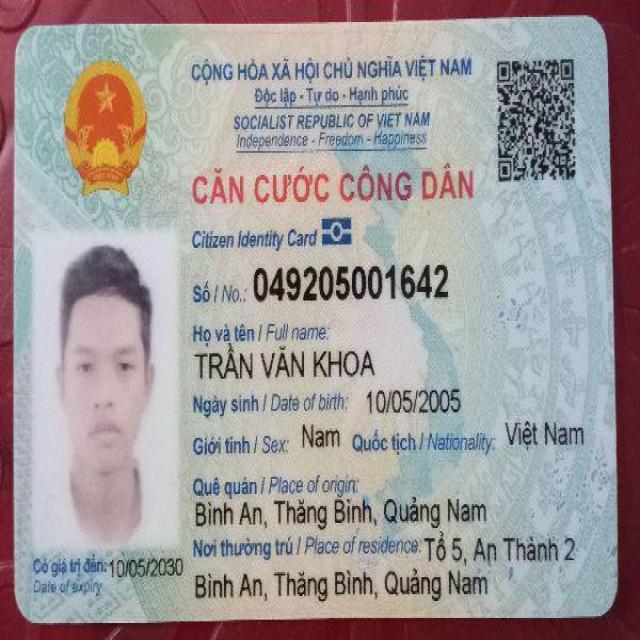 CỘNG HÒA XÃ HỘI CHỦ NGHĨA VIỆT NAM
Độc lập - Tự do - Hạnh phúc
SOCIALIST REPUBLIC OF VIET NAM
Independence - Freedom - Happiness
CĂN CƯỚC CÔNG DÂN
Citizen Identity Card
Số / No.: 049205001642
Họ và tên / Full name:
TRẦN VĂN KHOA
Ngày sinh / Date of birth: 10/05/2005
Giới tính / Sex: Nam Quốc tịch / Nationality: Việt Nam
Quê quán / Place of origin:
Bình An, Thăng Bình, Quảng Nam
Nơi thường trú / Place of residence: Tổ 5, An Thành 2
Bình An, Thăng Bình, Quảng Nam
Có giá trị đến: 10/05/2030
Date of expiry